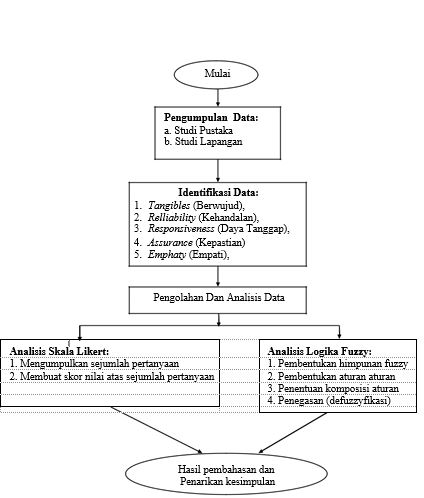 Mulai
Pengumpulan Data:
a. Studi Pustaka
b. Studi Lapangan
Identifikasi Data:
1. Tangibles (Berwujud),
2. Relliability (Kehandalan),
3. Responsiveness (Daya Tanggap),
4. Assurance (Kepastian)
5. Emphaty (Empati),
Pengolahan Dan Analisis Data
Analisis Skala Likert:
1. Mengumpulkan sejumlah pertanyaan
2. Membuat skor nilai atas sejumlah pertanyaan
Analisis Logika Fuzzy:
1. Pembentukan himpunan fuzzy
2. Pembentukan aturan aturan
3. Penentuan komposisi aturan
4. Penegasan (defuzzyfikasi)
Hasil pembahasan dan
Penarikan kesimpulan